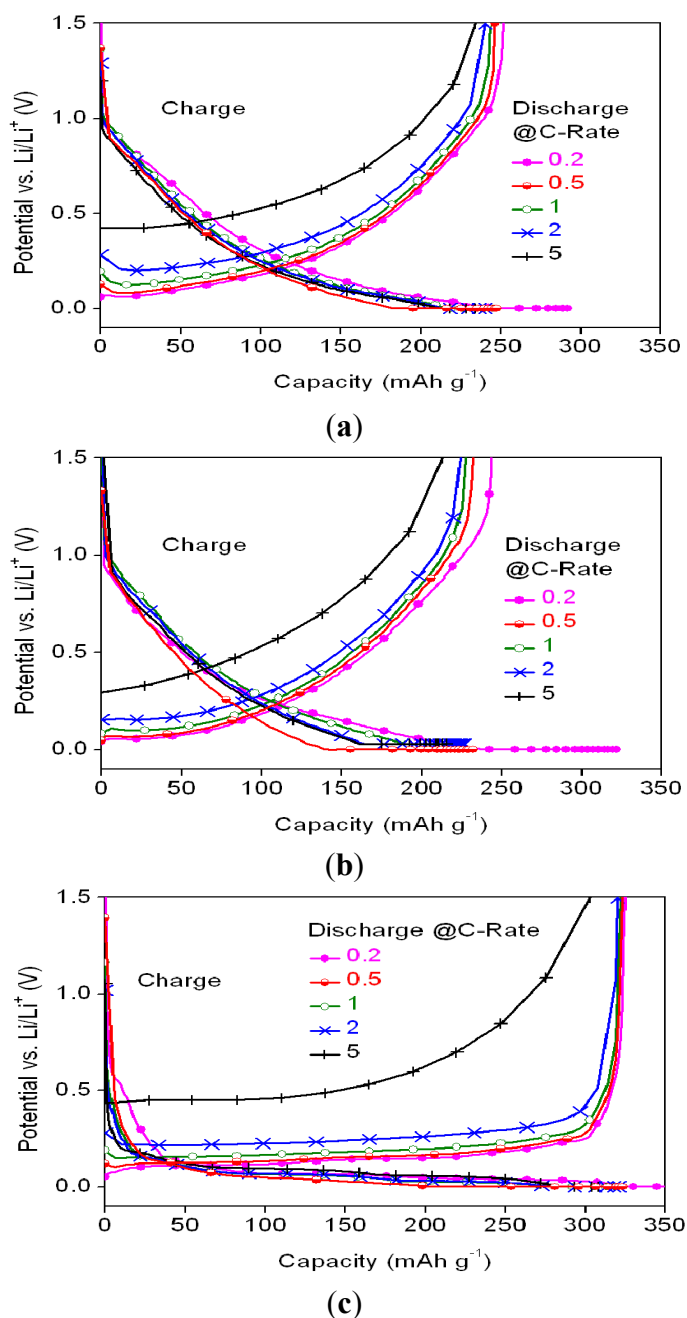 1.5
1.0
0.5
0.0
Potential vs. Li/Li+ (V)
Charge
Discharge
@C-Rate
0.2
0.5
1
2
5
0 50 100 150 200 250 300 350
Capacity (mAh g-1)
(a)
1.5
1.0
0.5
0.0
Potential vs. Li/Li+ (V)
Charge
Discharge
@C-Rate
0.2
0.5
1
2
5
0 50 100 150 200 250 300 350
Capacity (mAh g-1)
(b)
1.5
1.0
0.5
0.0
Potential vs. Li/Li+ (V)
Discharge @C-Rate
Charge
0.2
0.5
1
2
5
0 50 100 150 200 250 300 350
Capacity (mAh g-1)
(c)